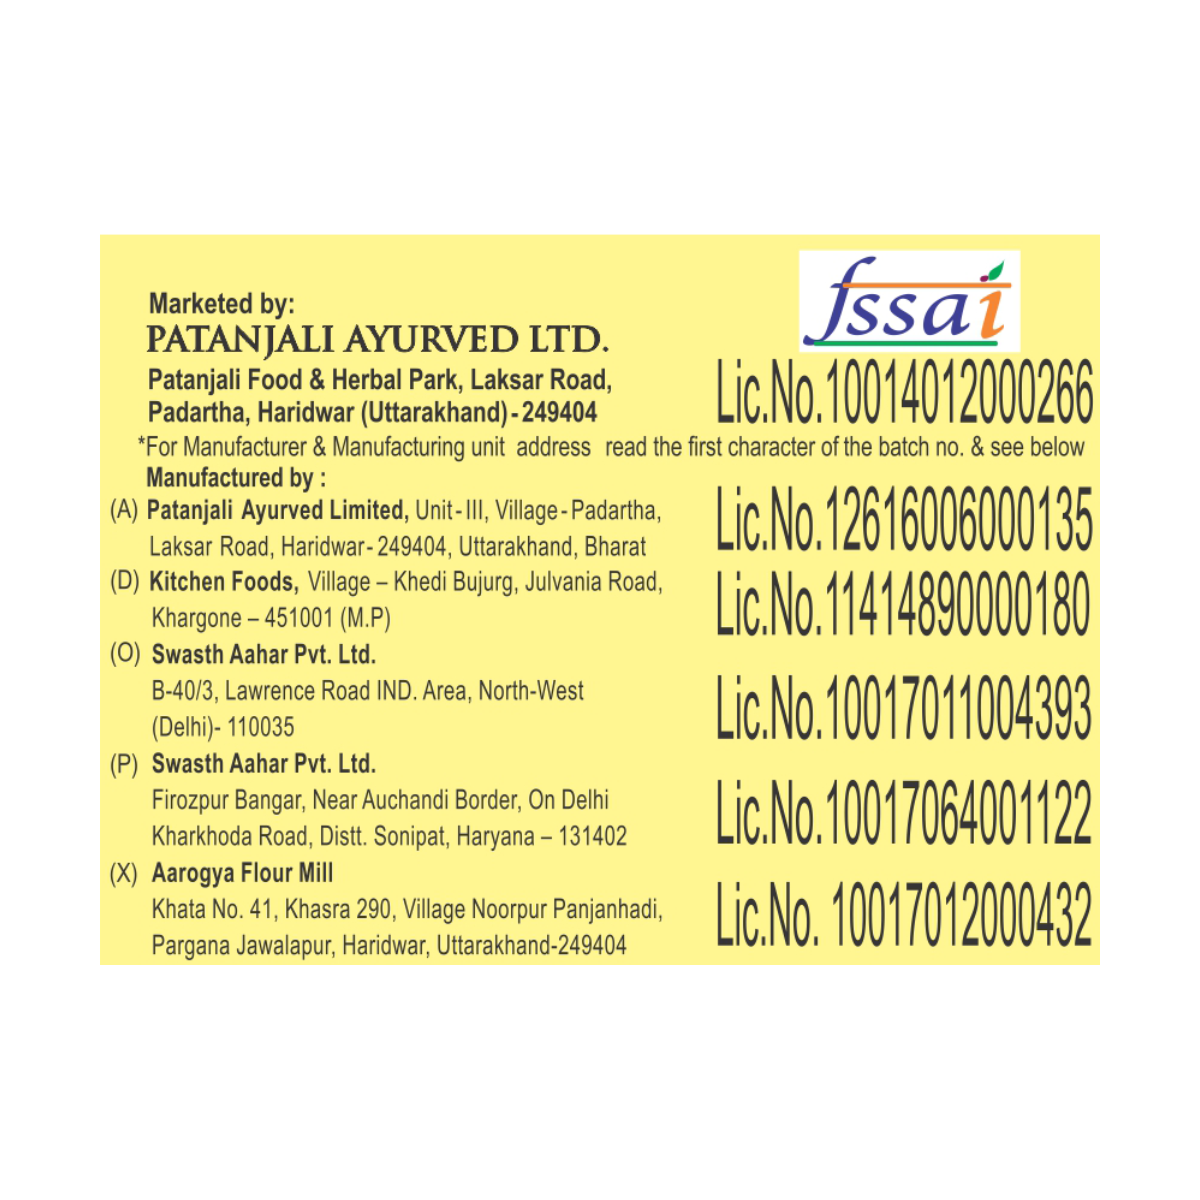 fssai
Marketed by:
PATANJALI AYURVED LTD.
Patanjali Food & Herbal Park, Laksar Road,
Padartha, Haridwar (Uttarakhand) - 249404
Lic.No.10014012000266
*For Manufacturer & Manufacturing unit address read the first character of the batch no. & see below
Manufactured by :
(A) Patanjali Ayurved Limited, Unit - III, Village - Padartha,
Laksar Road, Haridwar- 249404, Uttarakhand, Bharat
Lic.No.12616006000135
(D) Kitchen Foods, Village – Khedi Bujurg, Julvania Road,
Khargone – 451001 (M.P)
Lic.No.11414890000180
(O) Swasth Aahar Pvt. Ltd.
B-40/3, Lawrence Road IND. Area, North-West
(Delhi)- 110035
Lic.No.10017011004393
(P) Swasth Aahar Pvt. Ltd.
Firozpur Bangar, Near Auchandi Border, On Delhi
Kharkhoda Road, Distt. Sonipat, Haryana – 131402
Lic.No.10017064001122
(X) Aarogya Flour Mill
Khata No. 41, Khasra 290, Village Noorpur Panjanhadi,
Pargana Jawalapur, Haridwar, Uttarakhand-249404
Lic.No. 10017012000432